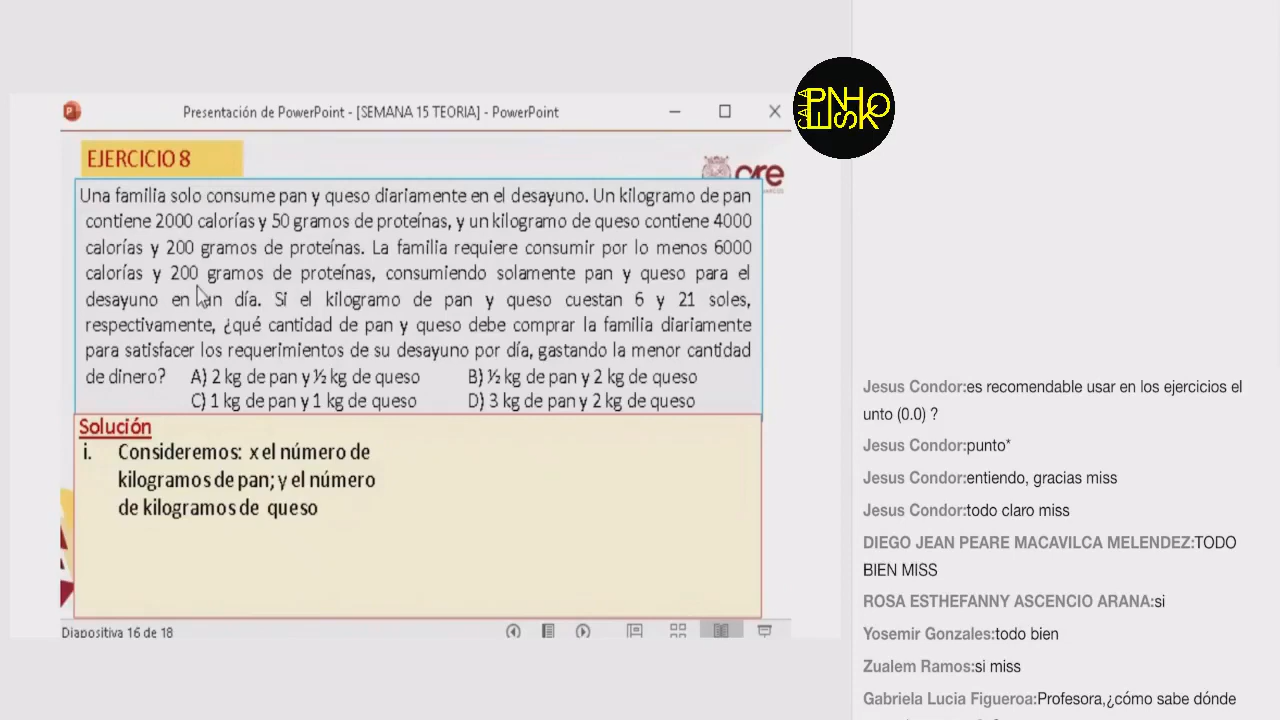 Presentación de PowerPoint - [SEMANA 15 TEORIA] - PowerPoint
EJERCICIO 8
cre
Una familia solo consume pan y queso diariamente en el desayuno. Un kilogramo de pan
contiene 2000 calorías y 50 gramos de proteínas, y un kilogramo de queso contiene 4000
calorías y 200 gramos de proteínas. La familia requiere consumir por lo menos 6000
calorías y 200 gramos de proteínas, consumiendo solamente pan y queso para el
desayuno en un día. Si el kilogramo de pan y queso cuestan 6 y 21 soles,
respectivamente, ¿qué cantidad de pan y queso debe comprar la familia diariamente
para satisfacer los requerimientos de su desayuno por día, gastando la menor cantidad
de dinero? A) 2 kg de pan y ½ kg de queso B) ½ kg de pan y 2 kg de queso
C) 1 kg de pan y 1 kg de queso D) 3 kg de pan y 2 kg de queso
Solución
i. Consideremos: x el número de
kilogramos de pan; y el número
de kilogramos de queso
Diapositiva 16 de 18
Jesus Condor:es recomendable usar en los ejercicios el
unto (0.0) ?
Jesus Condor:punto*
Jesus Condor:entiendo, gracias miss
Jesus Condor:todo claro miss
DIEGO JEAN PEARE MACAVILCA MELENDEZ:TODO
BIEN MISS
ROSA ESTHEFANNY ASCENCIO ARANA:si
Yosemir Gonzales:todo bien
Zualem Ramos:si miss
Gabriela Lucia Figueroa:Profesora,¿cómo sabe dónde